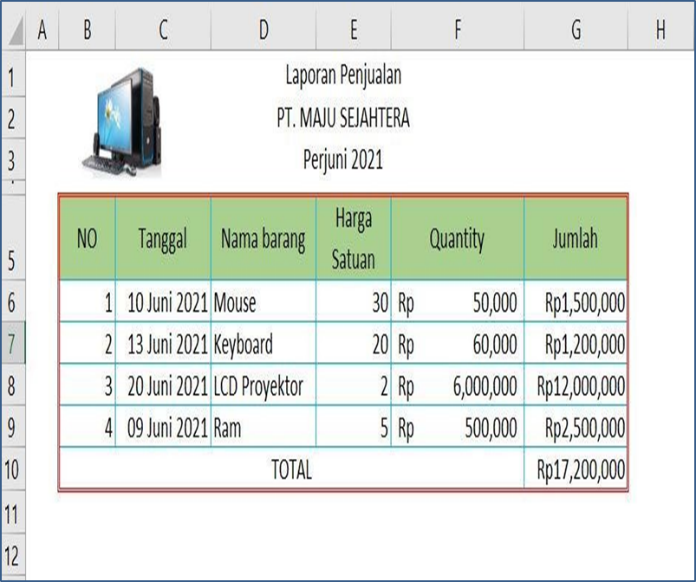 A B C D E F G H
1 Laporan Penjualan
2 PT. MAJU SEJAHTERA
3 Perjuni 2021
5 NO Tanggal Nama barang Harga Satuan Quantity Jumlah
6 1 10 Juni 2021 Mouse 30 Rp 50,000 Rp1,500,000
7 2 13 Juni 2021 Keyboard 20 Rp 60,000 Rp1,200,000
8 3 20 Juni 2021 LCD Proyektor 2 Rp 6,000,000 Rp12,000,000
9 4 09 Juni 2021 Ram 5 Rp 500,000 Rp2,500,000
10 TOTAL Rp17,200,000
11
12